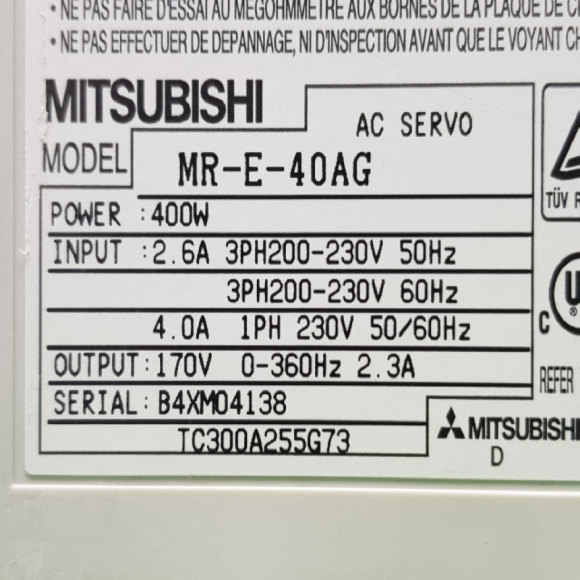 • NE PAS FAIRE D'ESSAI AU MEGOHMMETRE AUX BORNES DE LA PLAQUE DE
• NE PAS EFFECTUER DE DEPANNAGE, NI D'INSPECTION AVANT QUE LE VOYANT
MITSUBISHI
AC SERVO
MODEL MR-E-40AG
TÜV
POWER :400W
INPUT :2.6A 3PH200-230V 50Hz
3PH200-230V 60Hz
4.0A 1PH 230V 50/60Hz
C U ®
OUTPUT:170V 0-360Hz 2.3A
REFER
SERIAL:B4XM04138
TC300A255G73
MITSUBISHI
D